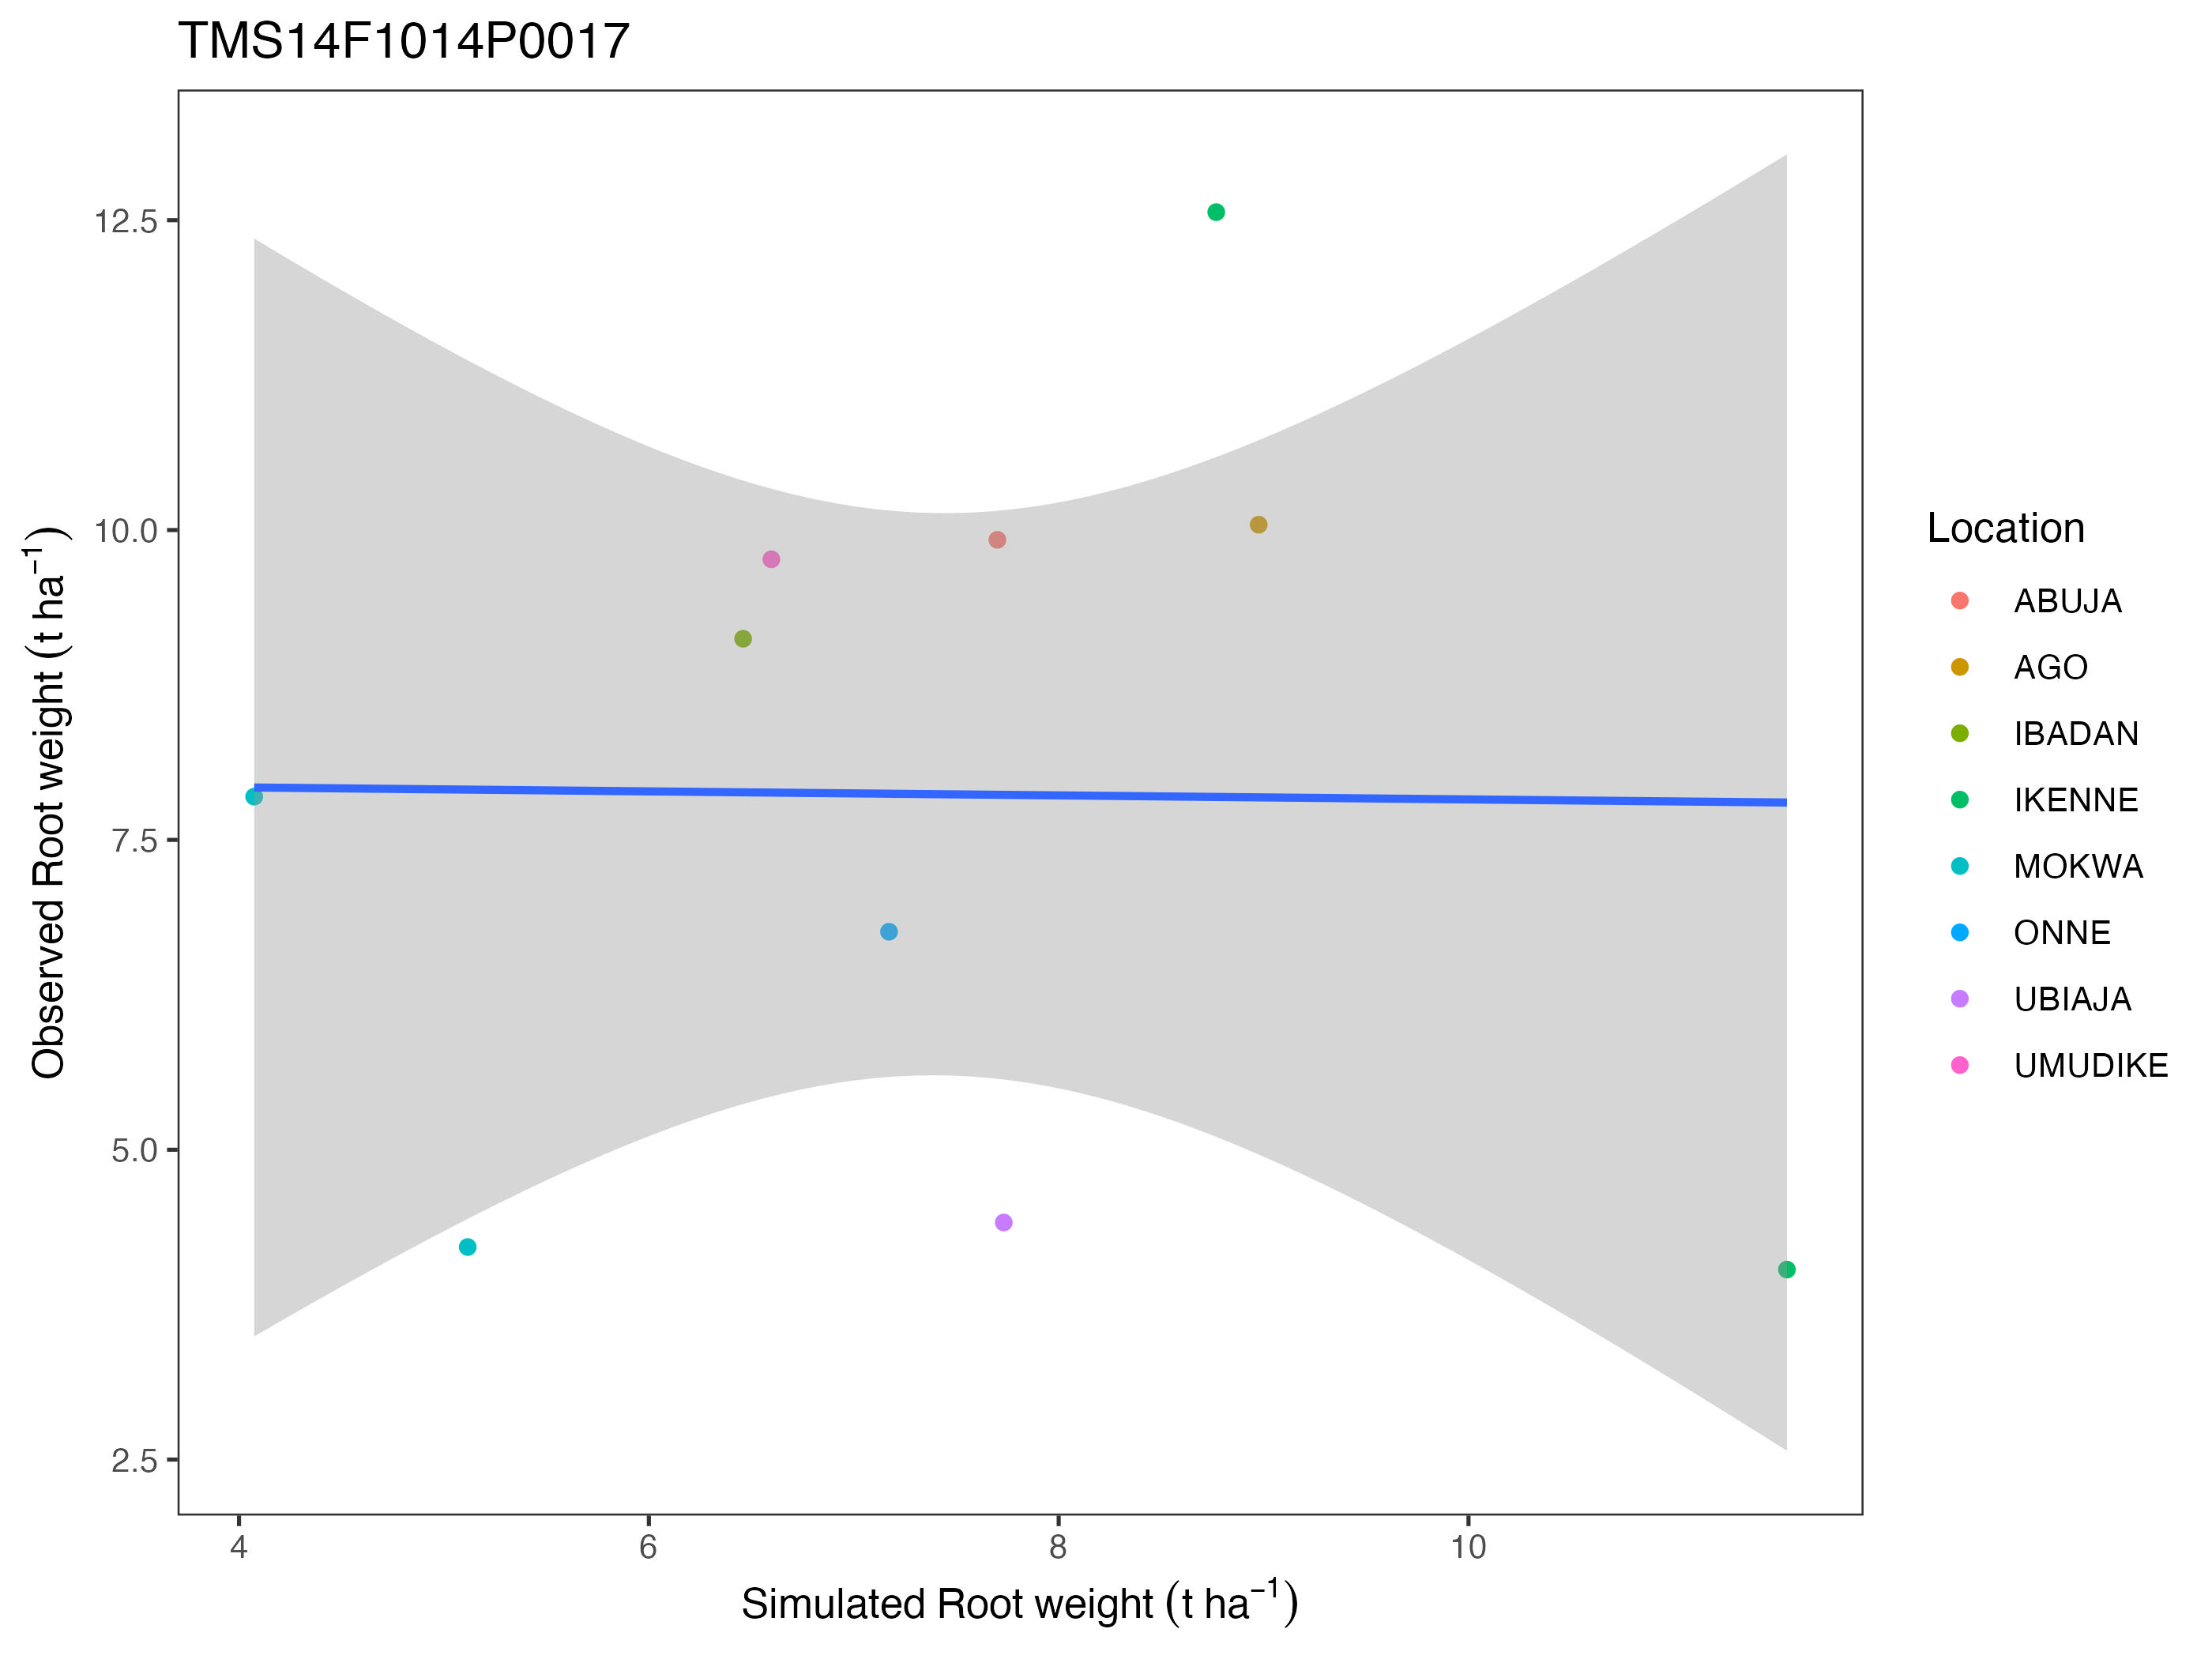 TMS14F1014P0017
12.5
10.0
7.5
5.0
2.5
Observed Root weight (t ha⁻¹)
4 6 8 10
Simulated Root weight (t ha⁻¹)
Location
ABUJA
AGO
IBADAN
IKENNE
MOKWA
ONNE
UBIAJA
UMUDIKE